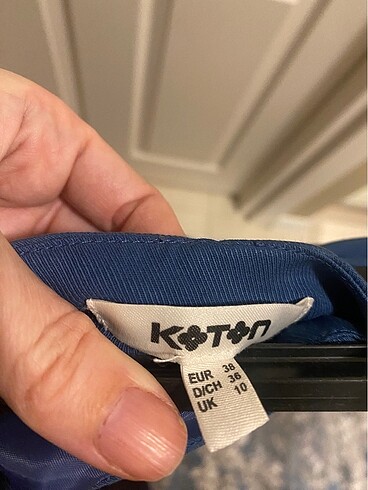 KOTON
EUR 38
D/CH 36
UK 10